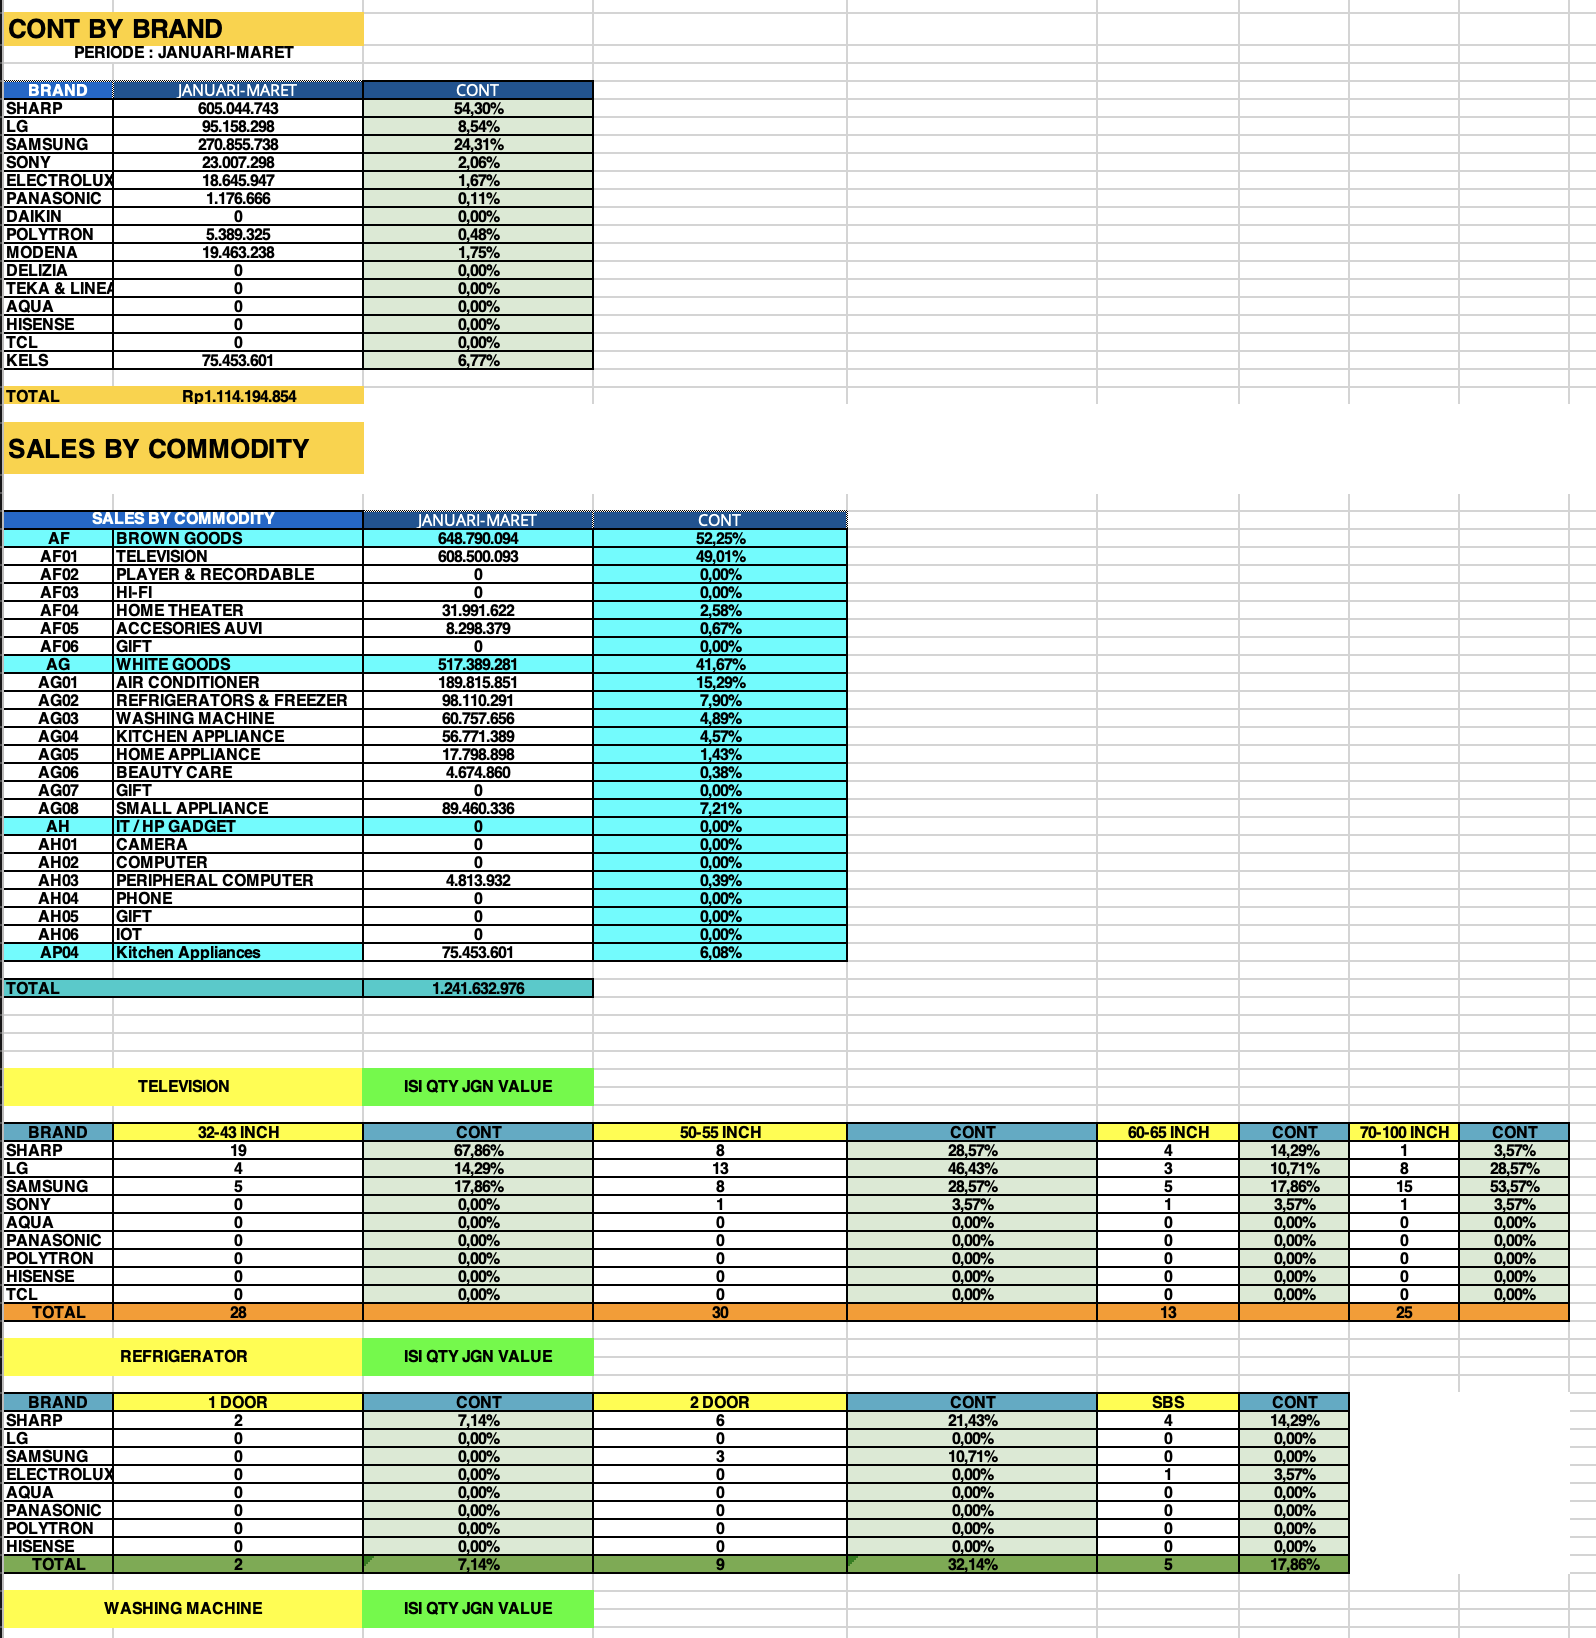 CONT BY BRAND
PERIODE : JANUARI-MARET
BRAND JANUARI-MARET CONT
SHARP 605.044.743 54,30%
LG 95.158.298 8,54%
SAMSUNG 270.855.738 24,31%
SONY 23.007.298 2,06%
ELECTROLUX 18.645.947 1,67%
PANASONIC 1.176.666 0,11%
DAIKIN 0 0,00%
POLYTRON 5.389.325 0,48%
MODENA 19.463.238 1,75%
DELIZIA 0 0,00%
TEKA & LINEA 0 0,00%
AQUA 0 0,00%
HISENSE 0 0,00%
TCL 0 0,00%
KELS 75.453.601 6,77%
TOTAL Rp1.114.194.854
SALES BY COMMODITY
SALES BY COMMODITY JANUARI-MARET CONT
AF BROWN GOODS 648.790.094 52,25%
AF01 TELEVISION 608.500.093 49,01%
AF02 PLAYER & RECORDABLE 0 0,00%
AF03 HI-FI 0 0,00%
AF04 HOME THEATER 31.991.622 2,58%
AF05 ACCESORIES AUVI 8.298.379 0,67%
AF06 GIFT 0 0,00%
AG WHITE GOODS 517.389.281 41,67%
AG01 AIR CONDITIONER 189.815.851 15,29%
AG02 REFRIGERATORS & FREEZER 98.110.291 7,90%
AG03 WASHING MACHINE 60.757.656 4,89%
AG04 KITCHEN APPLIANCE 56.771.389 4,57%
AG05 HOME APPLIANCE 17.798.898 1,43%
AG06 BEAUTY CARE 4.674.860 0,38%
AG07 GIFT 0 0,00%
AG08 SMALL APPLIANCE 89.460.336 7,21%
AH IT / HP GADGET 0 0,00%
AH01 CAMERA 0 0,00%
AH02 COMPUTER 0 0,00%
AH03 PERIPHERAL COMPUTER 4.813.932 0,39%
AH04 PHONE 0 0,00%
AH05 GIFT 0 0,00%
AH06 IOT 0 0,00%
AP04 Kitchen Appliances 75.453.601 6,08%
TOTAL 1.241.632.976
TELEVISION ISI QTY JGN VALUE
BRAND 32-43 INCH CONT 50-55 INCH CONT 60-65 INCH CONT 70-100 INCH CONT
SHARP 19 67,86% 8 28,57% 4 14,29% 1 3,57%
LG 4 14,29% 13 46,43% 3 10,71% 8 28,57%
SAMSUNG 5 17,86% 8 28,57% 5 17,86% 15 53,57%
SONY 0 0,00% 1 3,57% 1 3,57% 1 3,57%
AQUA 0 0,00% 0 0,00% 0 0,00% 0 0,00%
PANASONIC 0 0,00% 0 0,00% 0 0,00% 0 0,00%
POLYTRON 0 0,00% 0 0,00% 0 0,00% 0 0,00%
HISENSE 0 0,00% 0 0,00% 0 0,00% 0 0,00%
TCL 0 0,00% 0 0,00% 0 0,00% 0 0,00%
TOTAL 28 30 13 25
REFRIGERATOR ISI QTY JGN VALUE
BRAND 1 DOOR CONT 2 DOOR CONT SBS CONT
SHARP 2 7,14% 6 21,43% 4 14,29%
LG 0 0,00% 0 0,00% 0 0,00%
SAMSUNG 0 0,00% 3 10,71% 0 0,00%
ELECTROLUX 0 0,00% 0 0,00% 1 3,57%
AQUA 0 0,00% 0 0,00% 0 0,00%
PANASONIC 0 0,00% 0 0,00% 0 0,00%
POLYTRON 0 0,00% 0 0,00% 0 0,00%
HISENSE 0 0,00% 0 0,00% 0 0,00%
TOTAL 2 7,14% 9 32,14% 5 17,86%
WASHING MACHINE ISI QTY JGN VALUE